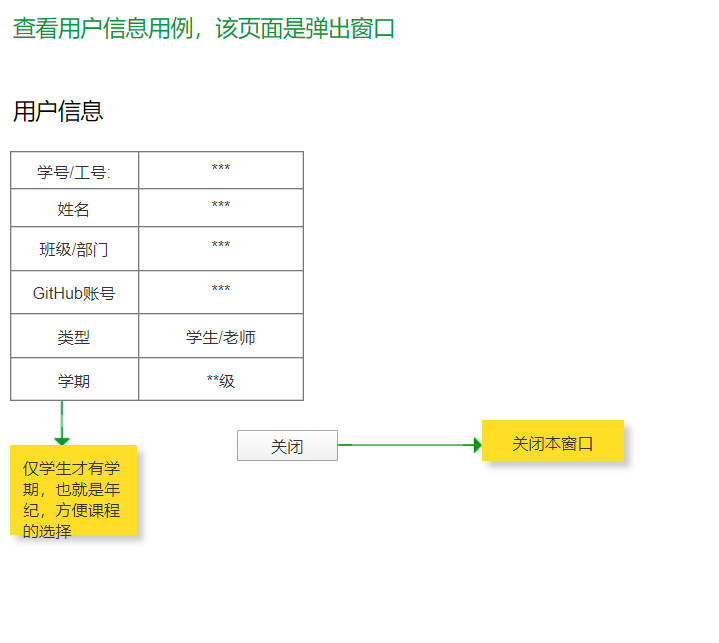 查看用户信息用例，该页面是弹出窗口
用户信息
学号/工号: ***
姓名 ***
班级/部门 ***
GitHub账号 ***
类型 学生/老师
学期 **级
关闭 关闭本窗口
仅学生才有学
期，也就是年
纪，方便课程
的选择